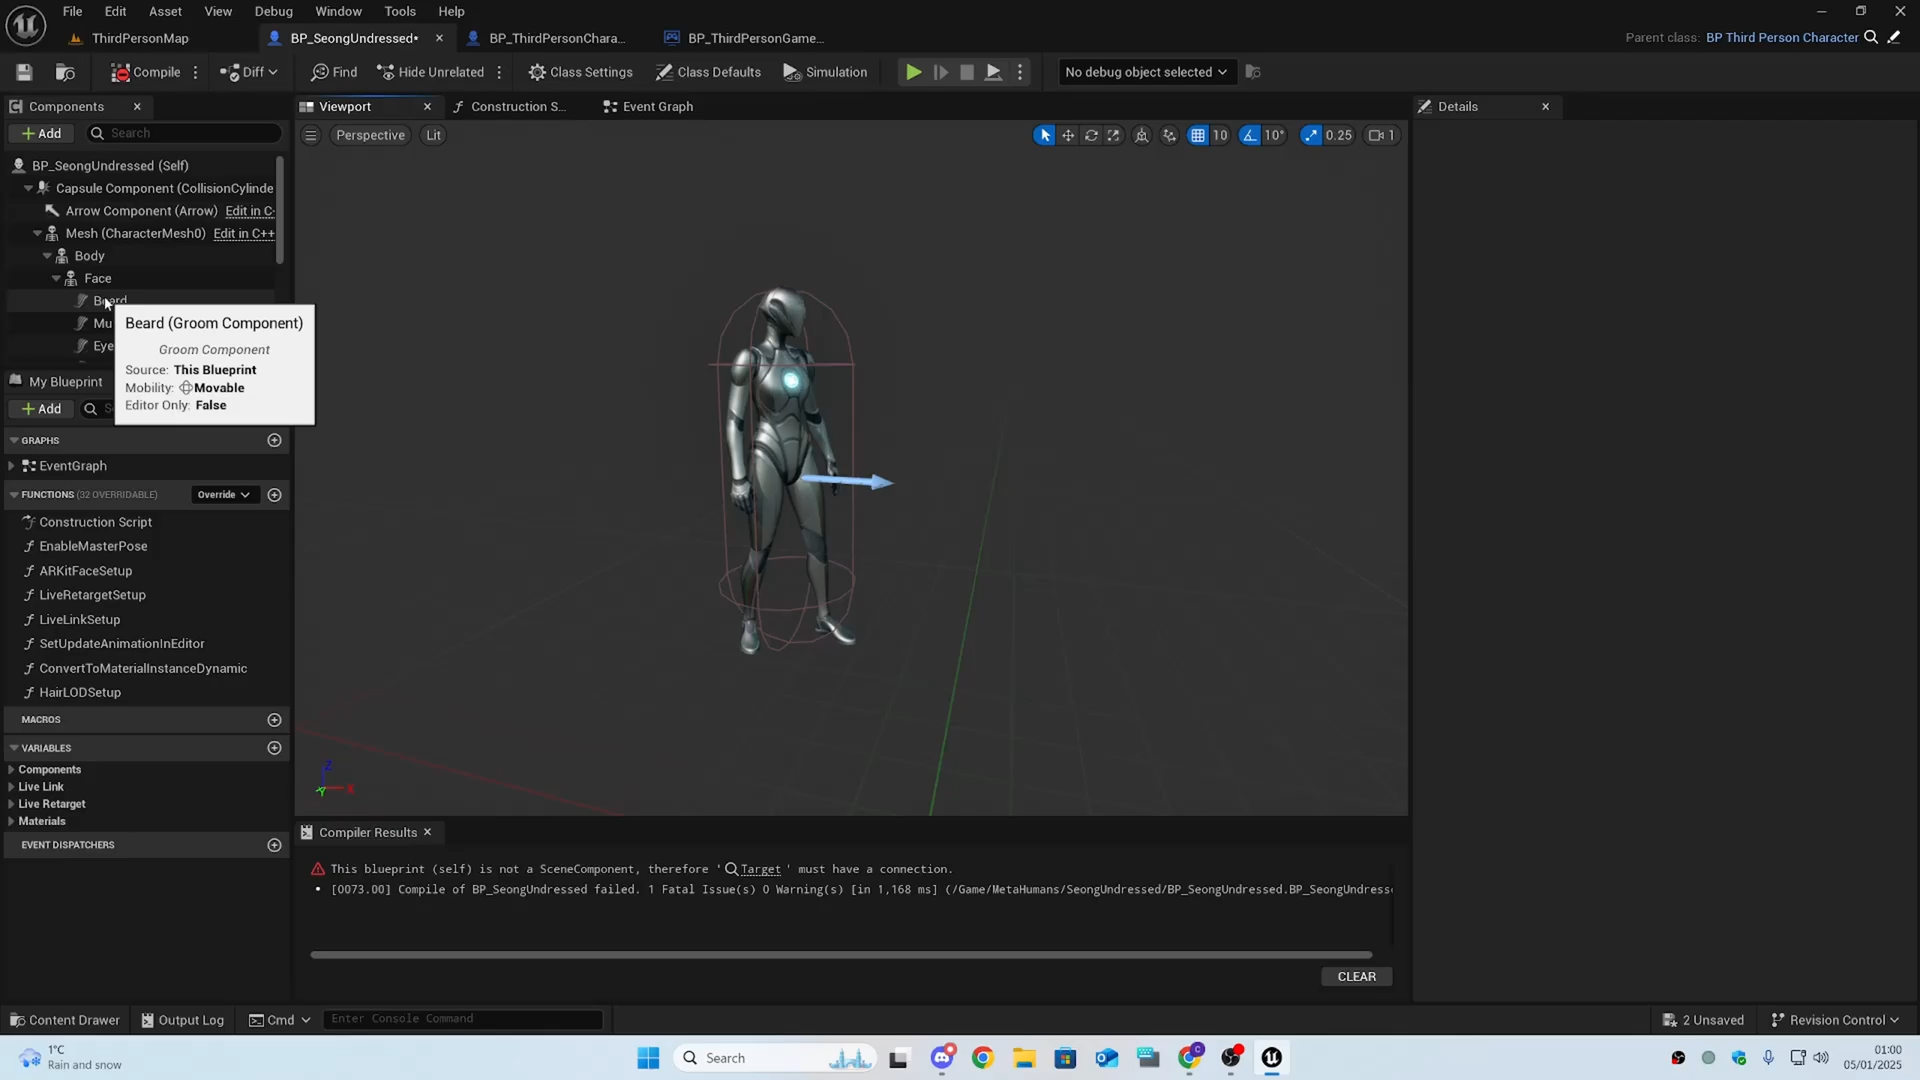 File Edit Asset View Debug Window Tools Help
ThirdPersonMap BP_SeongUndressed• BP_ThirdPersonChara... BP_ThirdPersonGame... Parent class: BP Third Person Character
Compile Diff Find Hide Unrelated Class Settings Class Defaults Simulation No debug object selected
Components Viewport Construction S... Event Graph Details
Add Search Perspective Lit 10 10° 0.25 1
BP_SeongUndressed (Self)
Capsule Component (CollisionCylinde
Arrow Component (Arrow) Edit in C-
Mesh (CharacterMesh0) Edit in C++
Body
Face
Beard
Mu
Eye
Beard (Groom Component)
Groom Component
Source: This Blueprint
Mobility: Movable
Editor Only: False
My Blueprint
Add
GRAPHS
EventGraph
FUNCTIONS (32 OVERRIDABLE) Override
Construction Script
EnableMasterPose
ARKitFaceSetup
LiveRetargetSetup
LiveLinkSetup
SetUpdateAnimationInEditor
ConvertToMaterialInstanceDynamic
HairLODSetup
MACROS
VARIABLES
Components
Live Link
Live Retarget
Materials
EVENT DISPATCHERS
Z
X
Y
Compiler Results
This blueprint (self) is not a SceneComponent, therefore ' Target ' must have a connection.
• [0073.00] Compile of BP_SeongUndressed failed. 1 Fatal Issue(s) 0 Warning(s) [in 1,168 ms] (/Game/MetaHumans/SeongUndressed/BP_SeongUndressed.BP_SeongUndresse
CLEAR
Content Drawer Output Log Cmd Enter Console Command 2 Unsaved Revision Control
1°C
Rain and snow
Search
01:00
05/01/2025